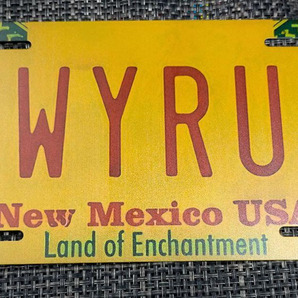 WYRU
New Mexico USA
Land of Enchantment